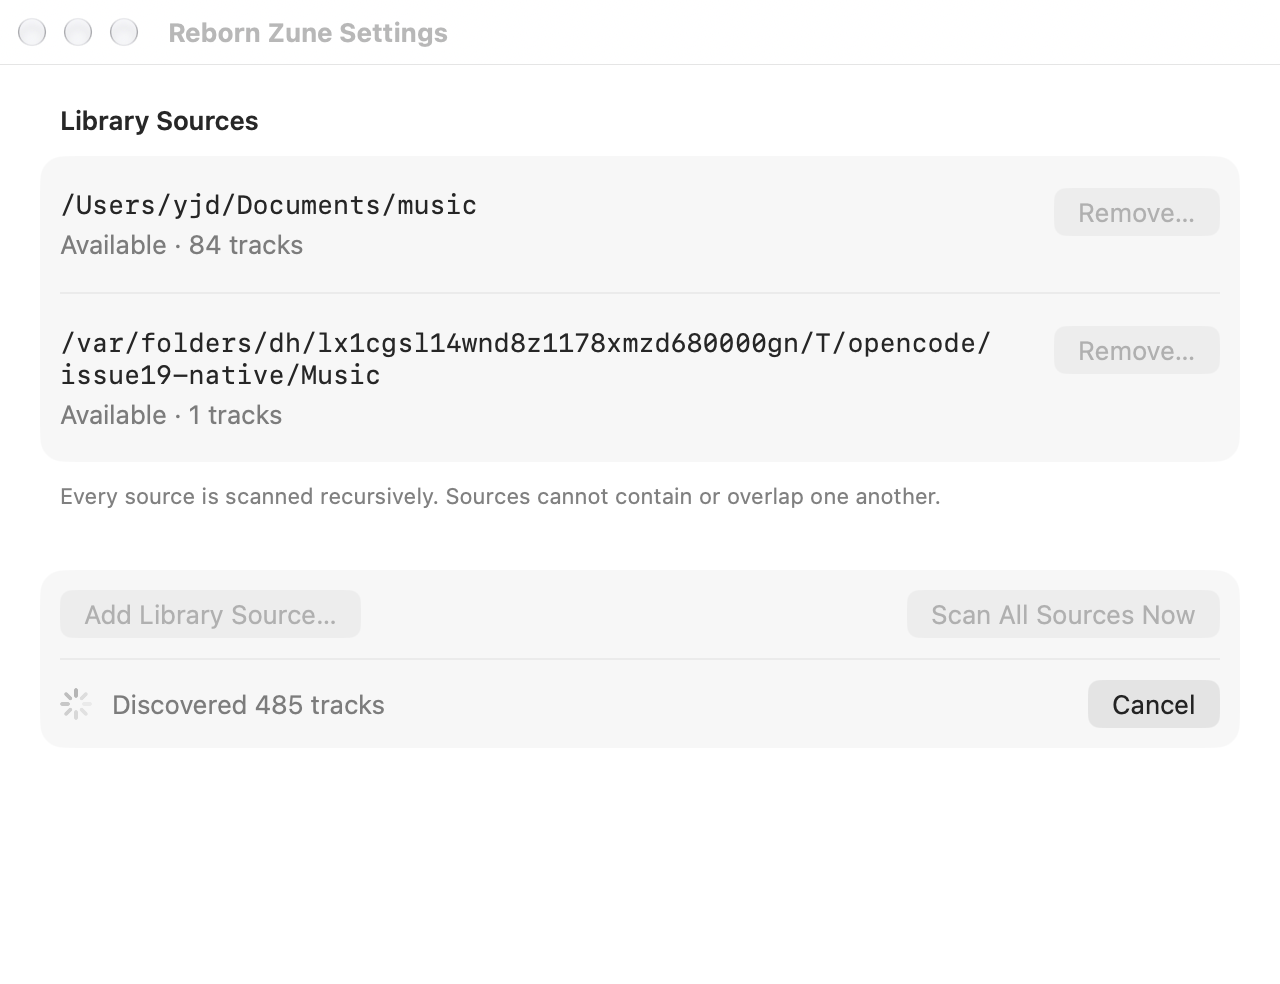 Reborn Zune Settings
Library Sources
/Users/yjd/Documents/music
Remove…
Available · 84 tracks
/var/folders/dh/lx1cgsl14wnd8z1178xmzd680000gn/T/opencode/
issue19-native/Music
Remove…
Available · 1 tracks
Every source is scanned recursively. Sources cannot contain or overlap one another.
Add Library Source…
Scan All Sources Now
Discovered 485 tracks
Cancel